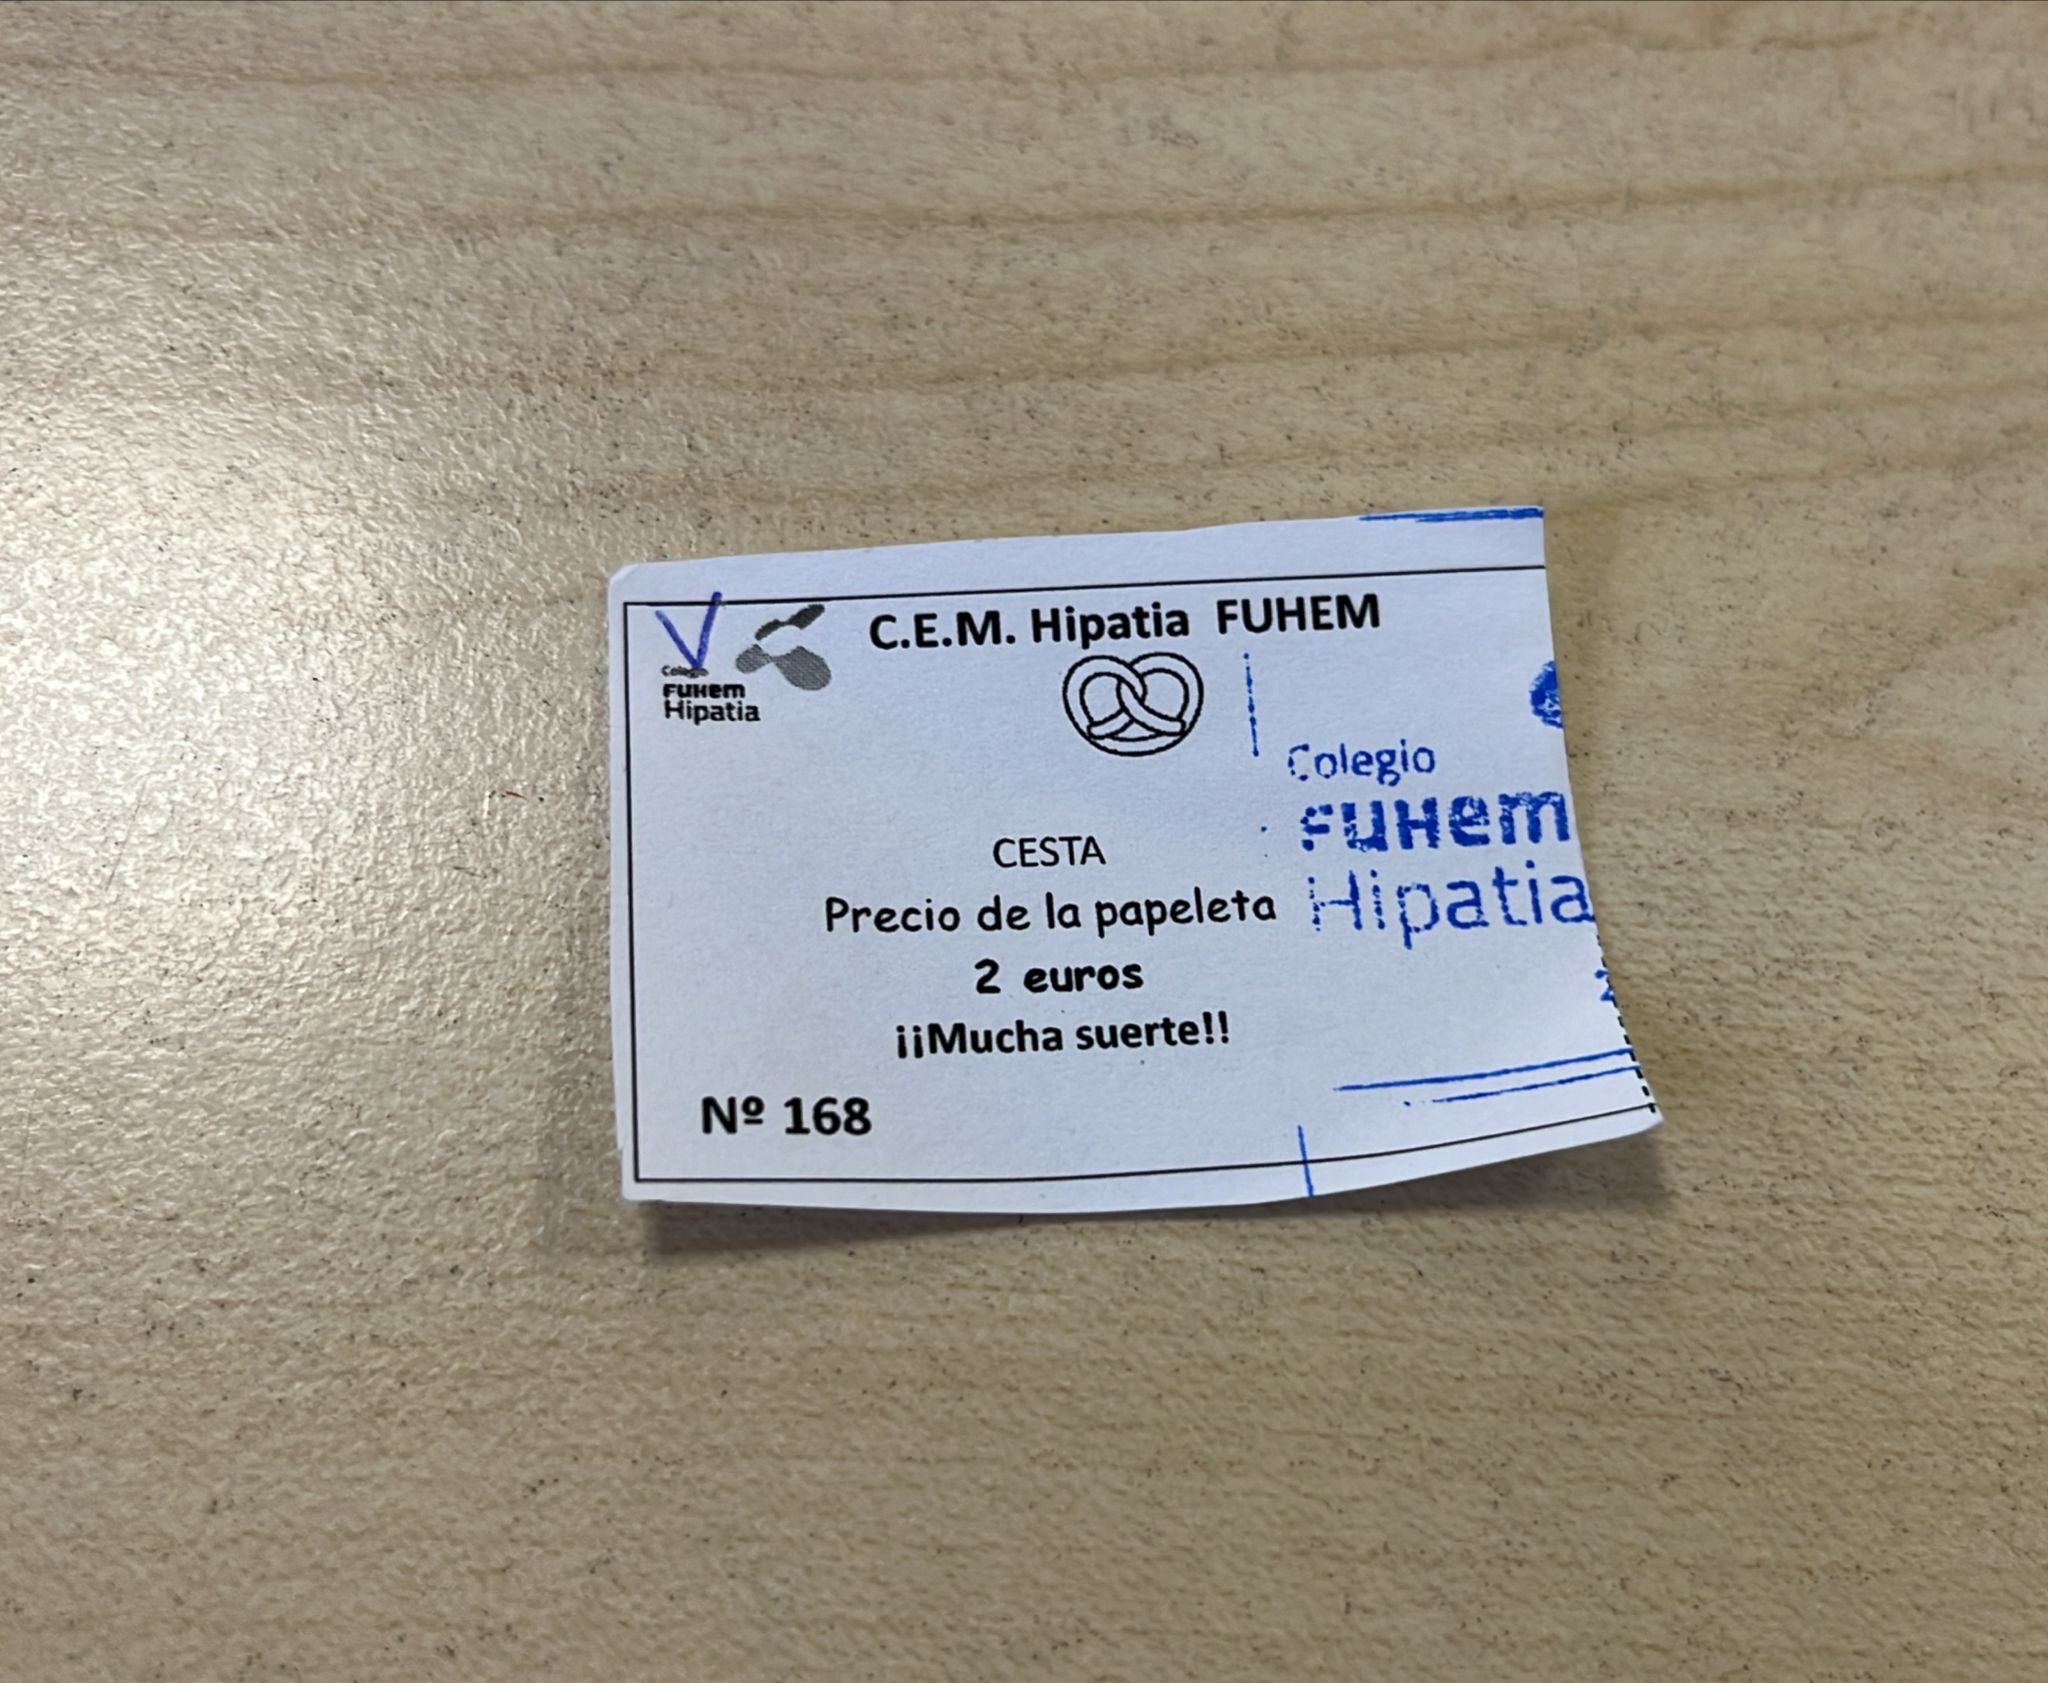 C.E.M. Hipatia FUHEM
Colegio
FUHem
Hipatia
Colegio
FUHem
Hipatia
CESTA
Precio de la papeleta
2 euros
¡¡Mucha suerte!!
Nº 168